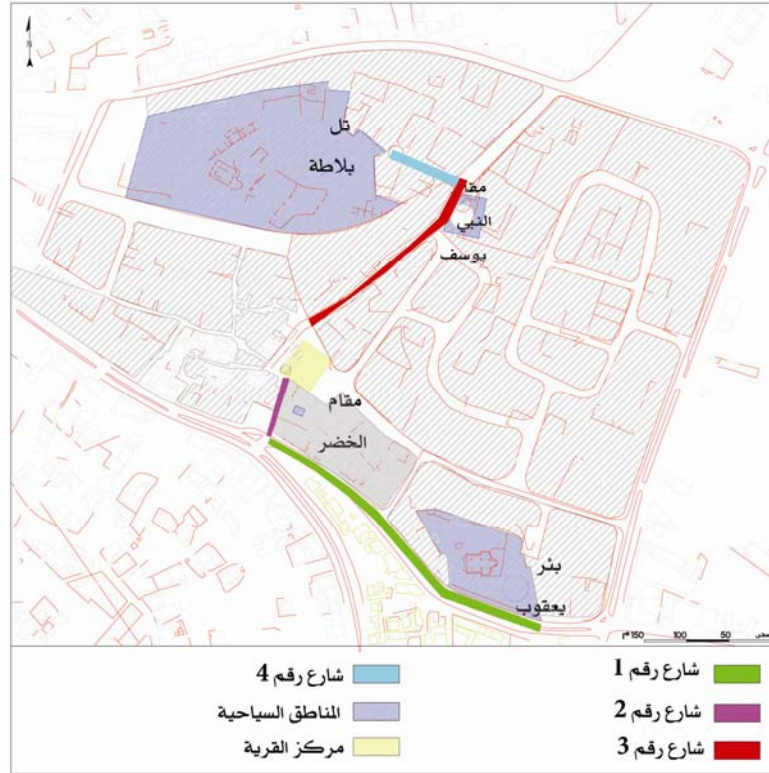 تل
بلاطة
مقا
النبي
يوسف
مقام
الخضر
بئر
يعقوب
150م 100 50
شارع رقم 1
شارع رقم 2
شارع رقم 3
شارع رقم 4
المناطق السياحية
مركز القرية